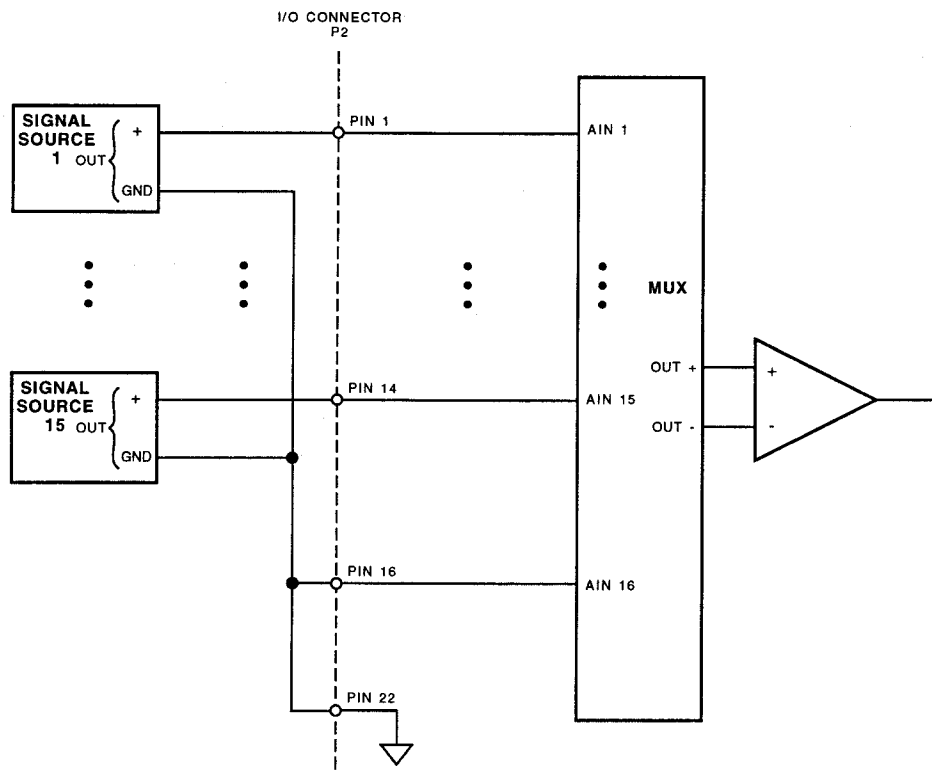 I/O CONNECTOR
P2
PIN 1
SIGNAL
SOURCE
1 OUT
+
GND
AIN 1
MUX
SIGNAL
SOURCE
15 OUT
+
GND
PIN 14
AIN 15
OUT +
OUT -
+
-
PIN 16
AIN 16
PIN 22